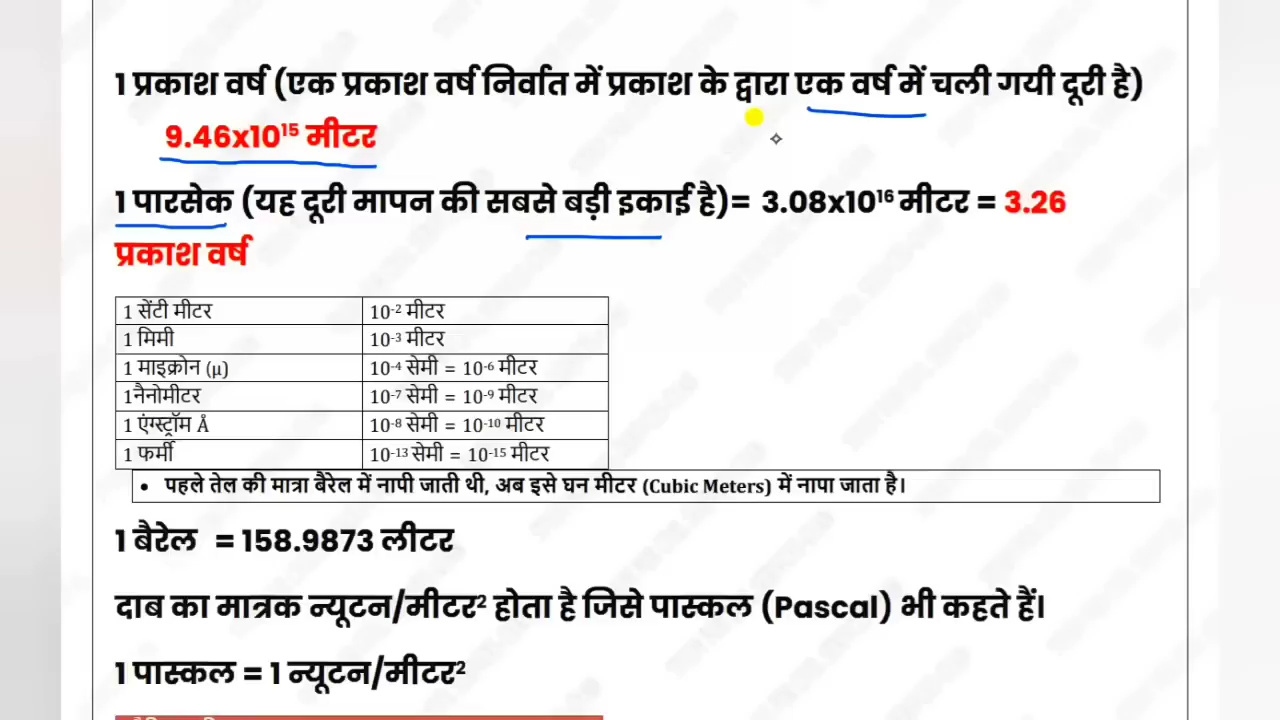 1 प्रकाश वर्ष (एक प्रकाश वर्ष निर्वात में प्रकाश के द्वारा एक वर्ष में चली गयी दूरी है)
9.46x10¹⁵ मीटर
1 पारसेक (यह दूरी मापन की सबसे बड़ी इकाई है)= 3.08x10¹⁶ मीटर = 3.26
प्रकाश वर्ष
1 सेंटी मीटर 10⁻² मीटर
1 मिमी 10⁻³ मीटर
1 माइक्रोन (μ) 10⁻⁴ सेमी = 10⁻⁶ मीटर
1नैनोमीटर 10⁻⁷ सेमी = 10⁻⁹ मीटर
1 एंग्स्ट्रॉम Å 10⁻⁸ सेमी = 10⁻¹⁰ मीटर
1 फर्मी 10⁻¹³ सेमी = 10⁻¹⁵ मीटर
• पहले तेल की मात्रा बैरेल में नापी जाती थी, अब इसे घन मीटर (Cubic Meters) में नापा जाता है।
1 बैरेल = 158.9873 लीटर
दाब का मात्रक न्यूटन/मीटर² होता है जिसे पास्कल (Pascal) भी कहते हैं।
1 पास्कल = 1 न्यूटन/मीटर²